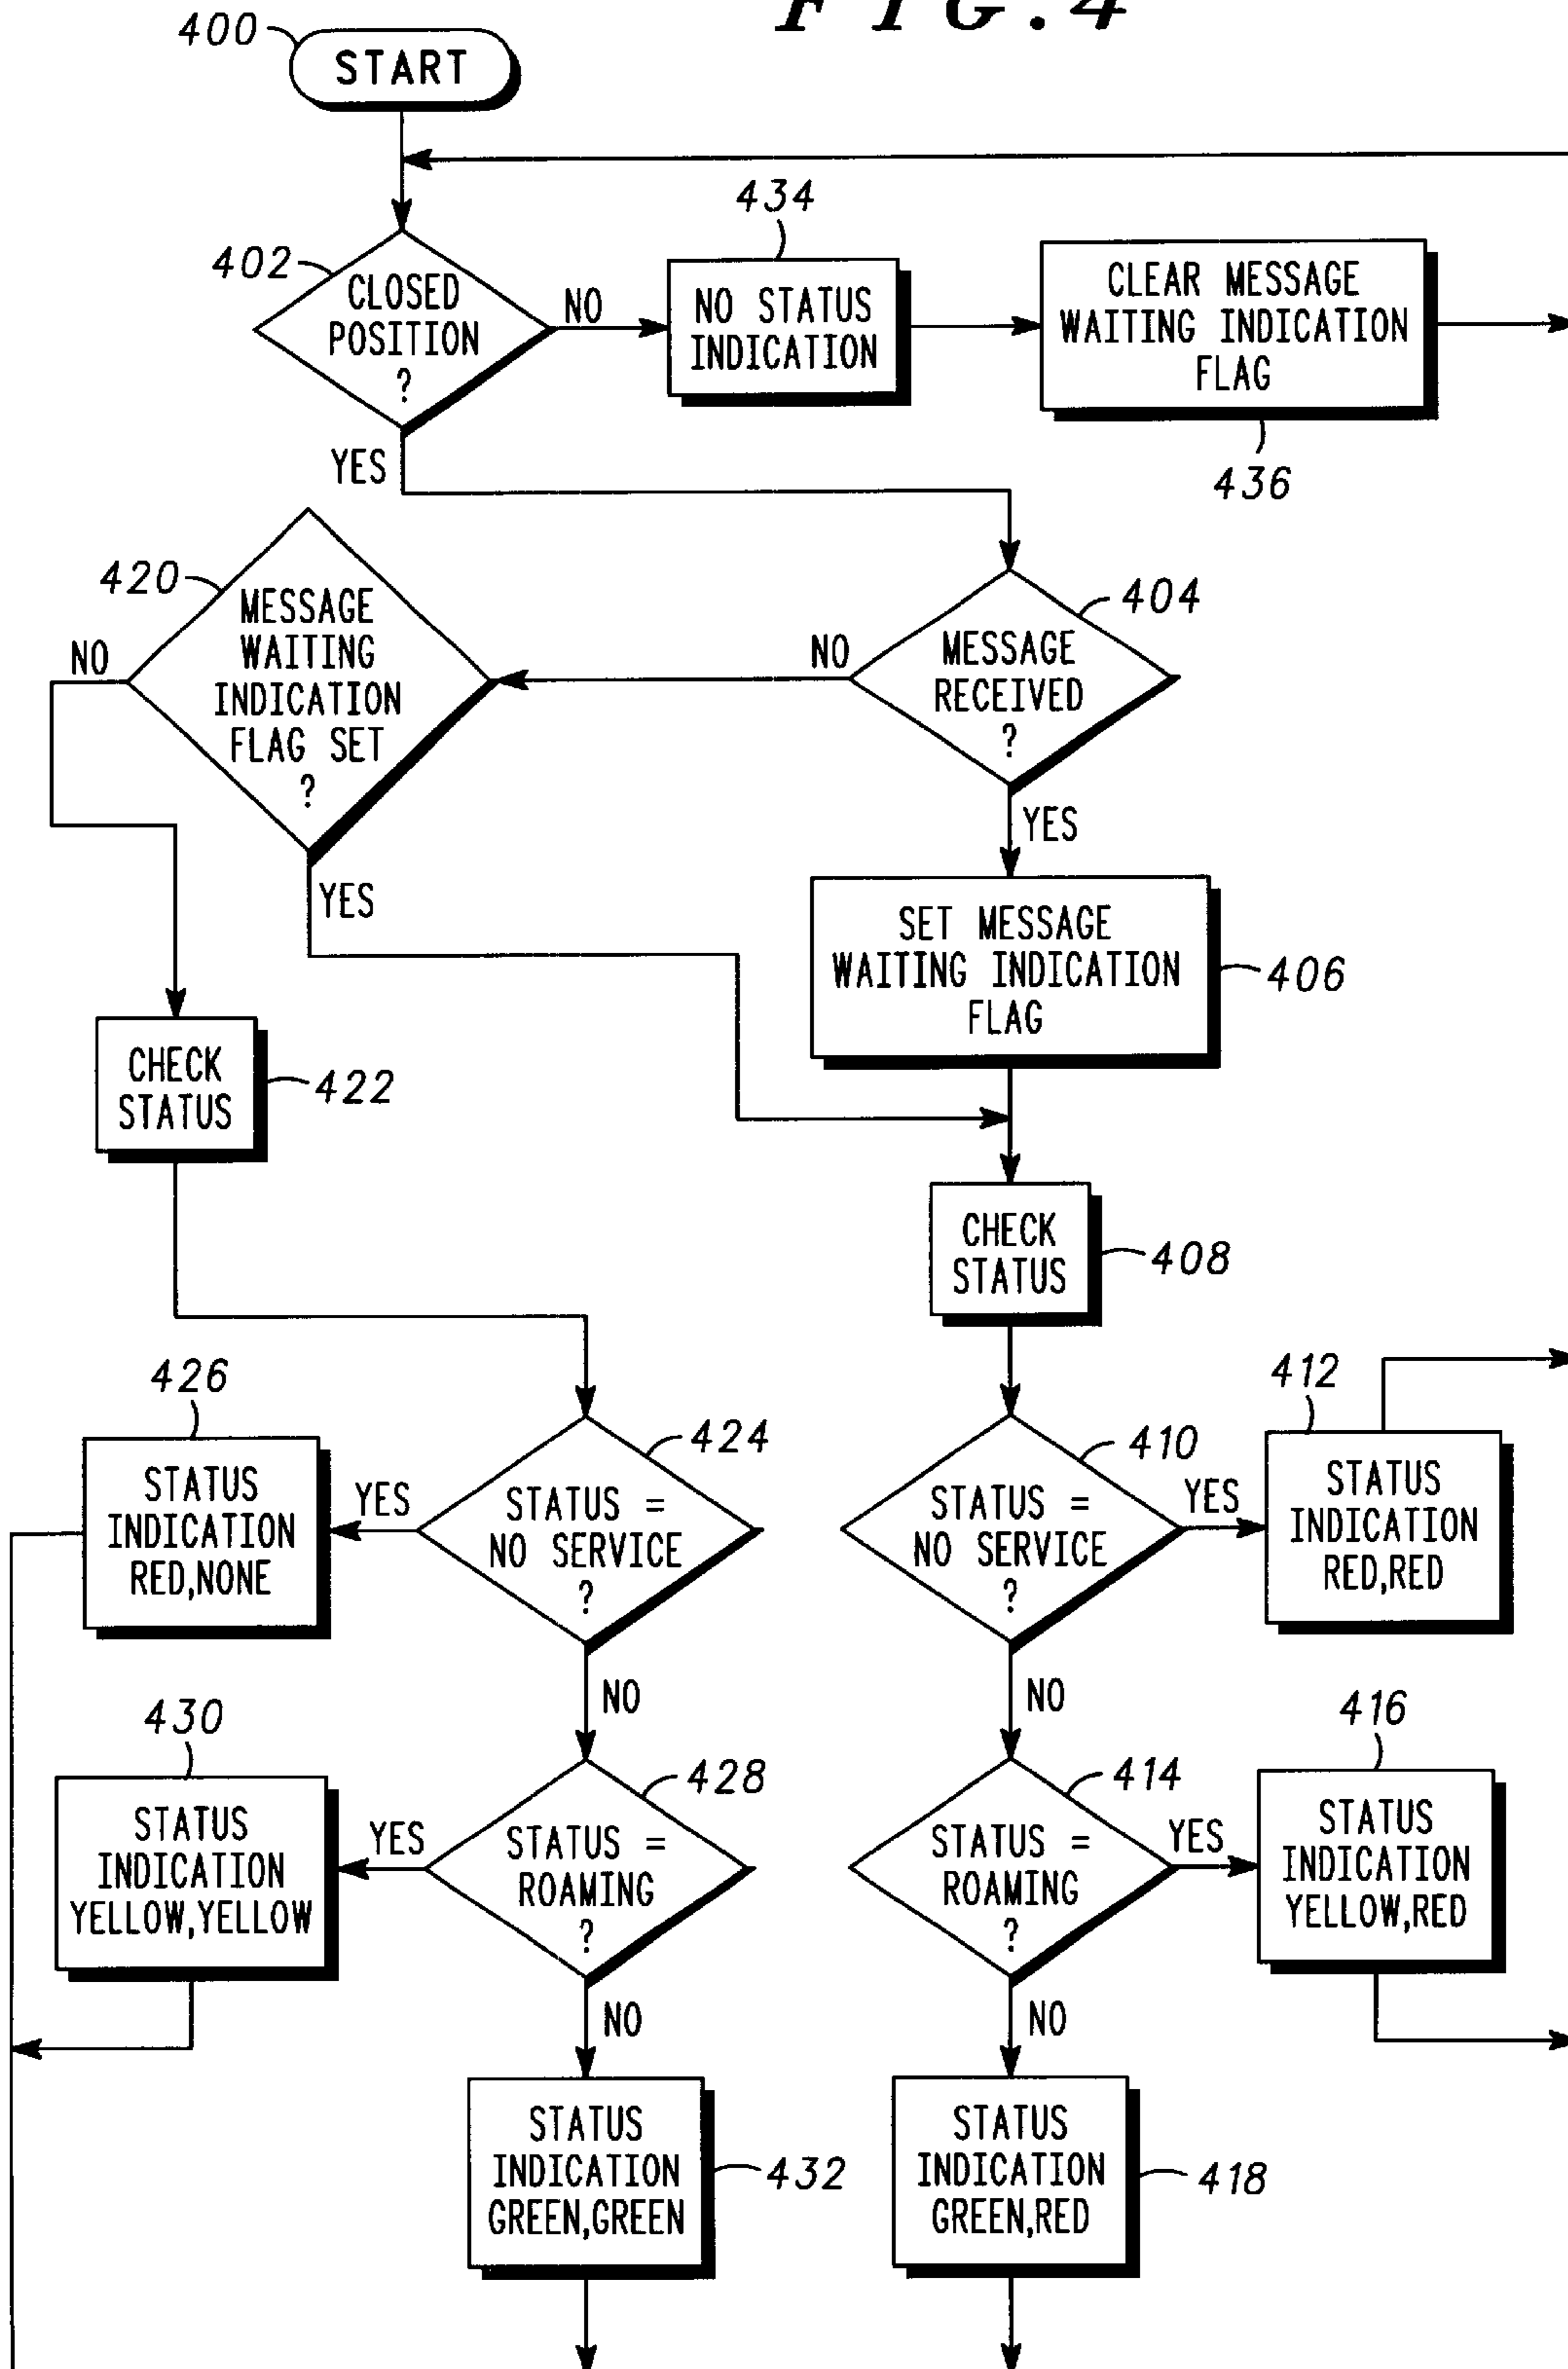 FIG.4
400
START
434
402
CLOSED
POSITION
?
NO
NO STATUS
INDICATION
CLEAR MESSAGE
WAITING INDICATION
FLAG
436
YES
420
MESSAGE
WAITING
INDICATION
FLAG SET
?
NO
YES
404
MESSAGE
RECEIVED
?
NO
YES
SET MESSAGE
WAITING INDICATION
FLAG
406
CHECK
STATUS
422
CHECK
STATUS
408
426
STATUS
INDICATION
RED,NONE
YES
424
STATUS =
NO SERVICE
?
NO
410
STATUS =
NO SERVICE
?
YES
NO
412
STATUS
INDICATION
RED,RED
430
STATUS
INDICATION
YELLOW,YELLOW
YES
428
STATUS =
ROAMING
?
NO
414
STATUS =
ROAMING
?
YES
NO
416
STATUS
INDICATION
YELLOW,RED
STATUS
INDICATION
GREEN,GREEN
432
STATUS
INDICATION
GREEN,RED
418